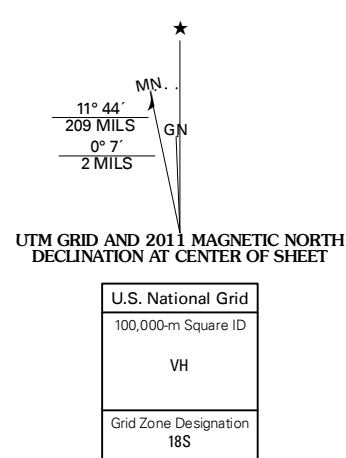 ★
MN
11° 44´
209 MILS
GN
0° 7´
2 MILS
UTM GRID AND 2011 MAGNETIC NORTH
DECLINATION AT CENTER OF SHEET
U.S. National Grid
100,000-m Square ID
VH
Grid Zone Designation
18S